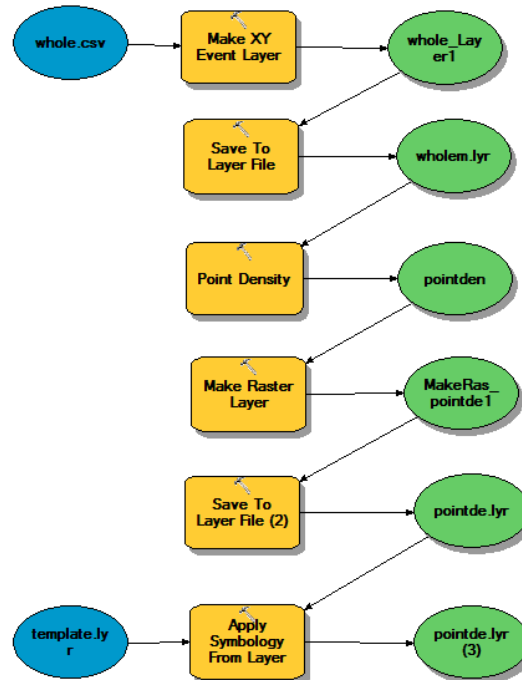 whole.csv
Make XY
Event Layer
whole_Lay
er1
Save To
Layer File
wholem.lyr
Point Density
pointden
Make Raster
Layer
MakeRas_
pointde1
Save To
Layer File (2)
pointde.lyr
template.ly
r
Apply
Symbology
From Layer
pointde.lyr
(3)